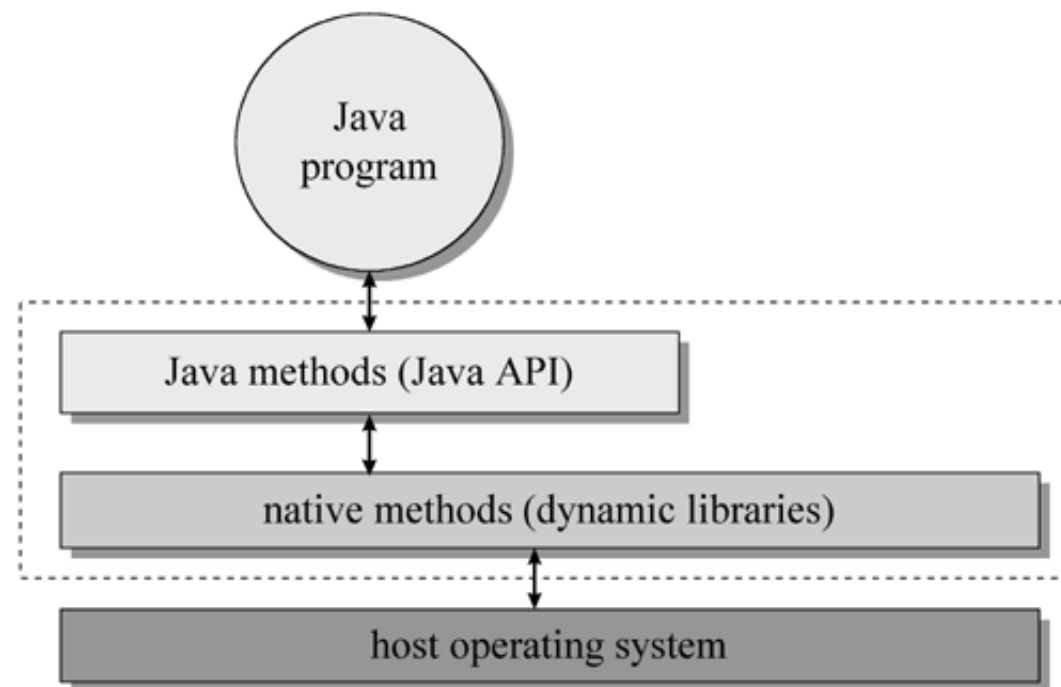 Java
program
Java methods (Java API)
native methods (dynamic libraries)
host operating system